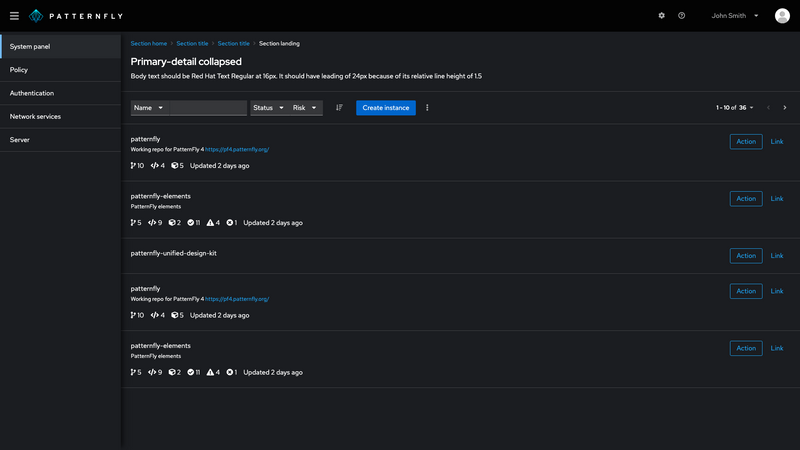 PATTERNFLY
John Smith
System panel
Policy
Authentication
Network services
Server
Section home > Section title > Section title > Section landing
Primary-detail collapsed
Body text should be Red Hat Text Regular at 16px. It should have leading of 24px because of its relative line height of 1.5
Name Status Risk Create instance 1 - 10 of 36
patternfly
Working repo for PatternFly 4 https://pf4.patternfly.org/
10 4 5 Updated 2 days ago
Action Link
patternfly-elements
PatternFly elements
5 9 2 11 4 1 Updated 2 days ago
Action Link
patternfly-unified-design-kit
Action Link
patternfly
Working repo for PatternFly 4 https://pf4.patternfly.org/
10 4 5 Updated 2 days ago
Action Link
patternfly-elements
PatternFly elements
5 9 2 11 4 1 Updated 2 days ago
Action Link